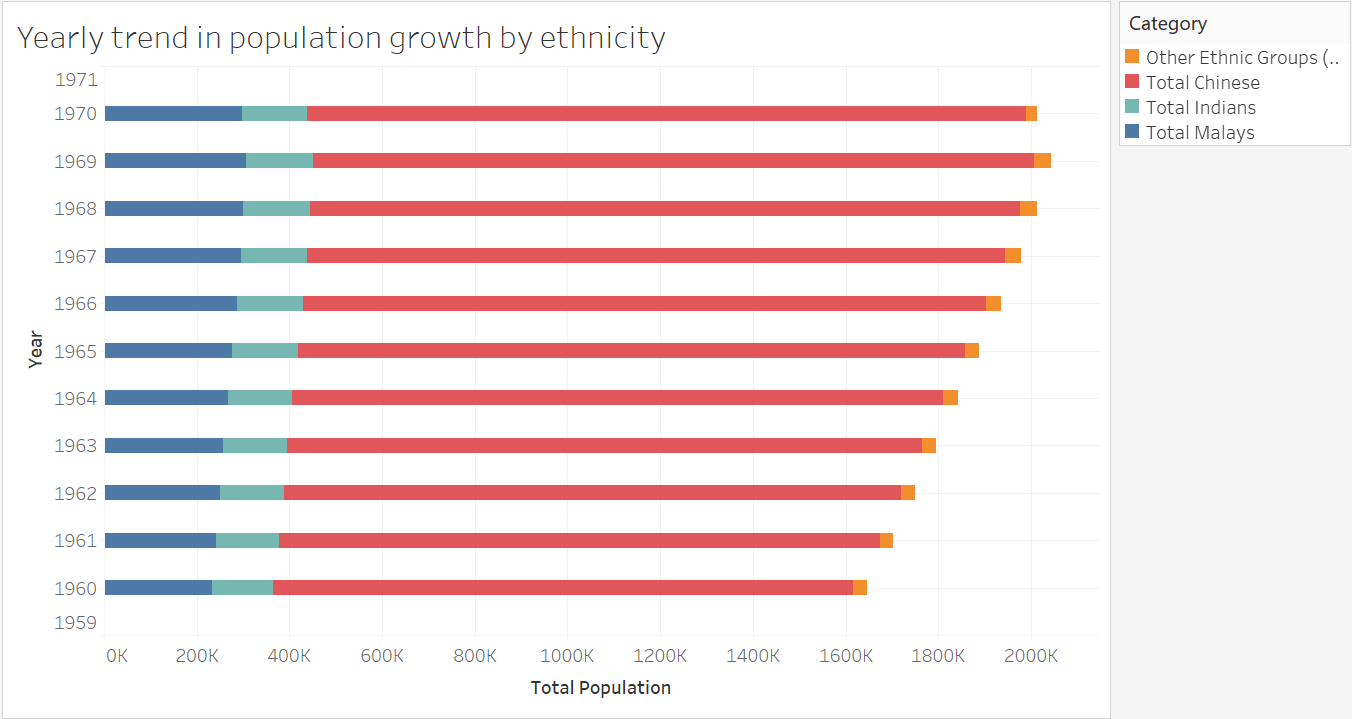 Yearly trend in population growth by ethnicity
1971
1970
1969
1968
1967
1966
1965
1964
1963
1962
1961
1960
1959
Year
0K 200K 400K 600K 800K 1000K 1200K 1400K 1600K 1800K 2000K
Total Population
Category
Other Ethnic Groups (..
Total Chinese
Total Indians
Total Malays